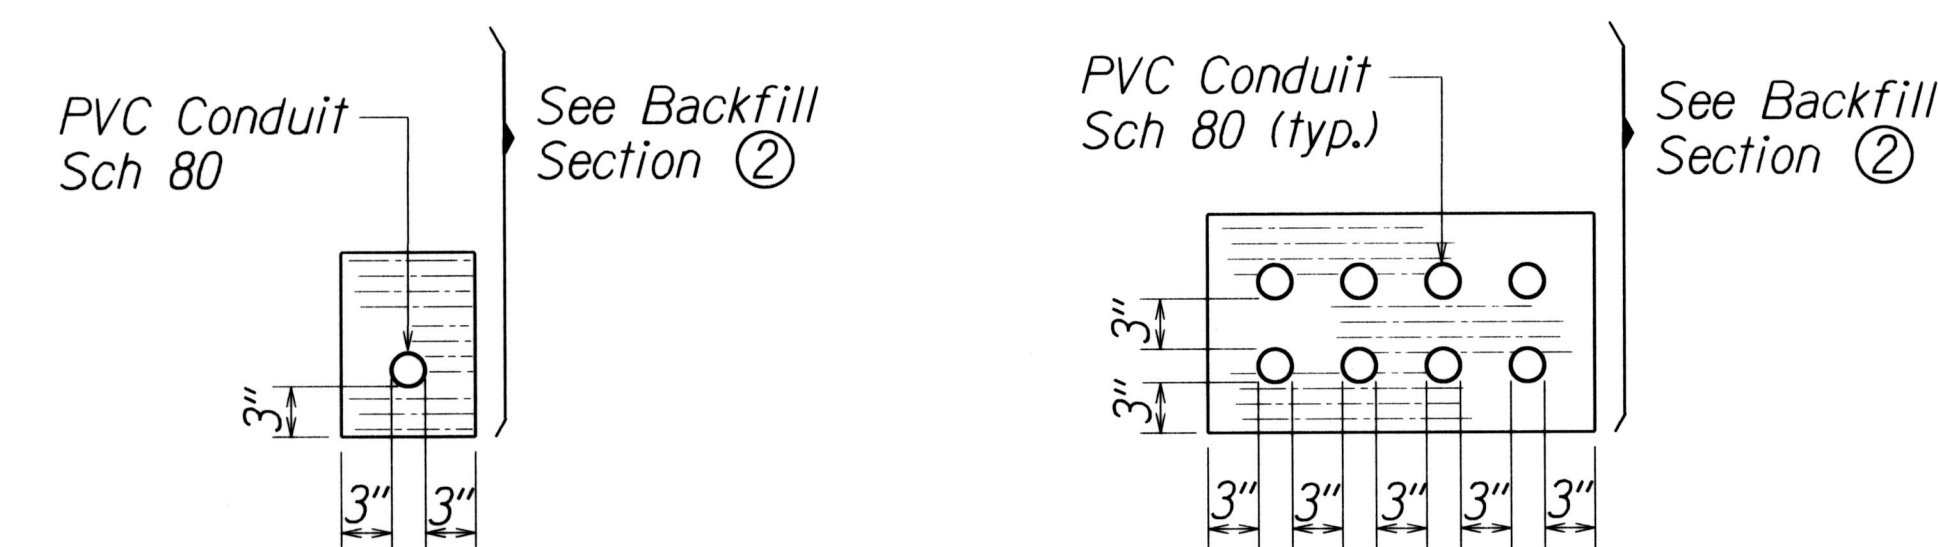 PVC Conduit
Sch 80
See Backfill
Section ②
3"
3" 3"
PVC Conduit
Sch 80 (typ.)
See Backfill
Section ②
3"
3"
3" 3" 3" 3" 3"